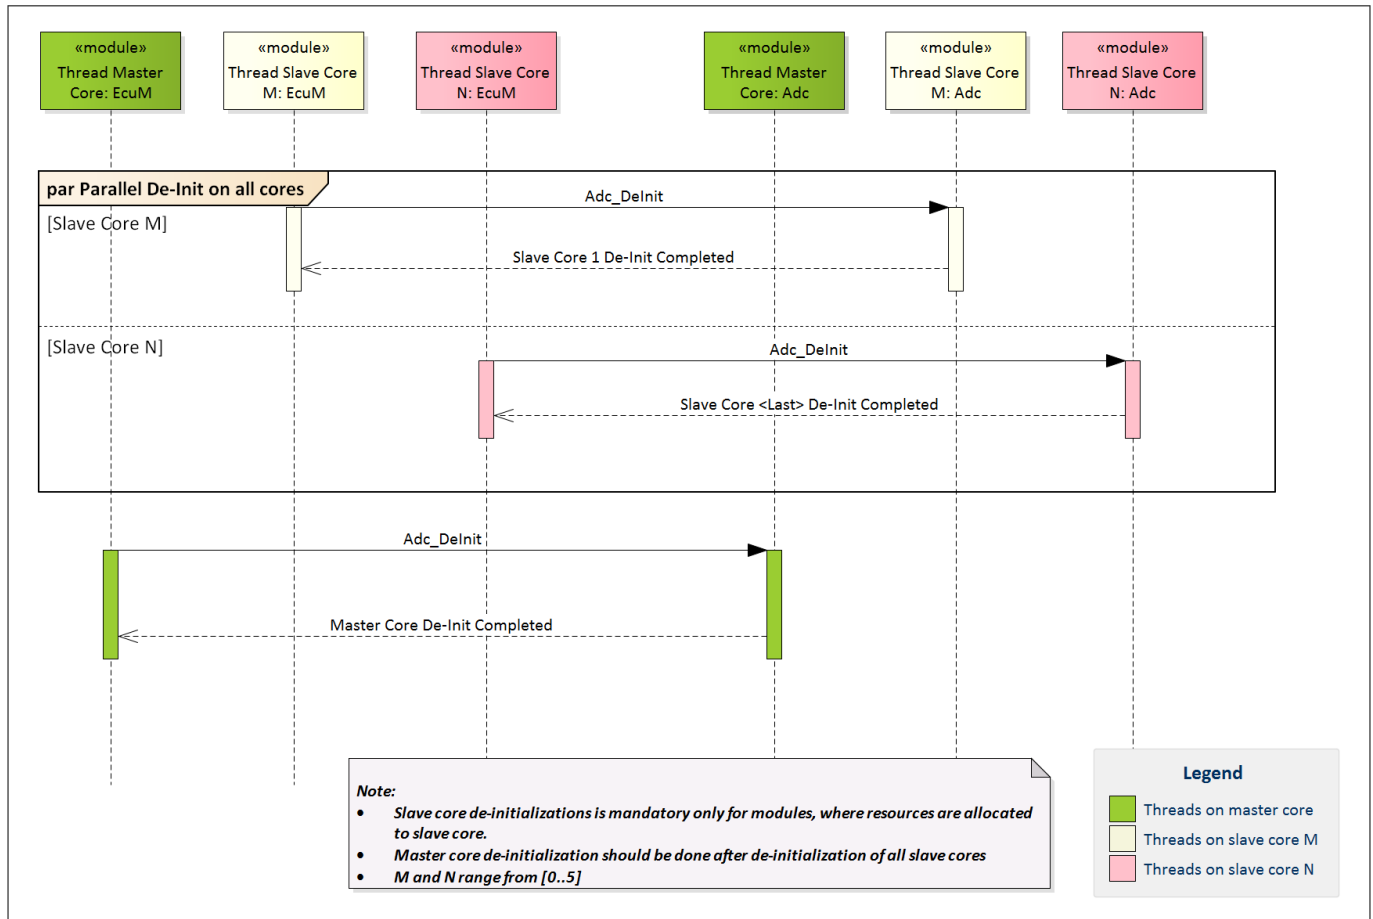 «module»
Thread Master
Core: EcuM
«module»
Thread Slave Core
M: EcuM
«module»
Thread Slave Core
N: EcuM
«module»
Thread Master
Core: Adc
«module»
Thread Slave Core
M: Adc
«module»
Thread Slave Core
N: Adc
par Parallel De-Init on all cores
Adc_DeInit
[Slave Core M]
Slave Core 1 De-Init Completed
[Slave Core N]
Adc_DeInit
Slave Core <Last> De-Init Completed
Adc_DeInit
Master Core De-Init Completed
Note:
• Slave core de-initializations is mandatory only for modules, where resources are allocated
to slave core.
• Master core de-initialization should be done after de-initialization of all slave cores
• M and N range from [0..5]
Legend
Threads on master core
Threads on slave core M
Threads on slave core N